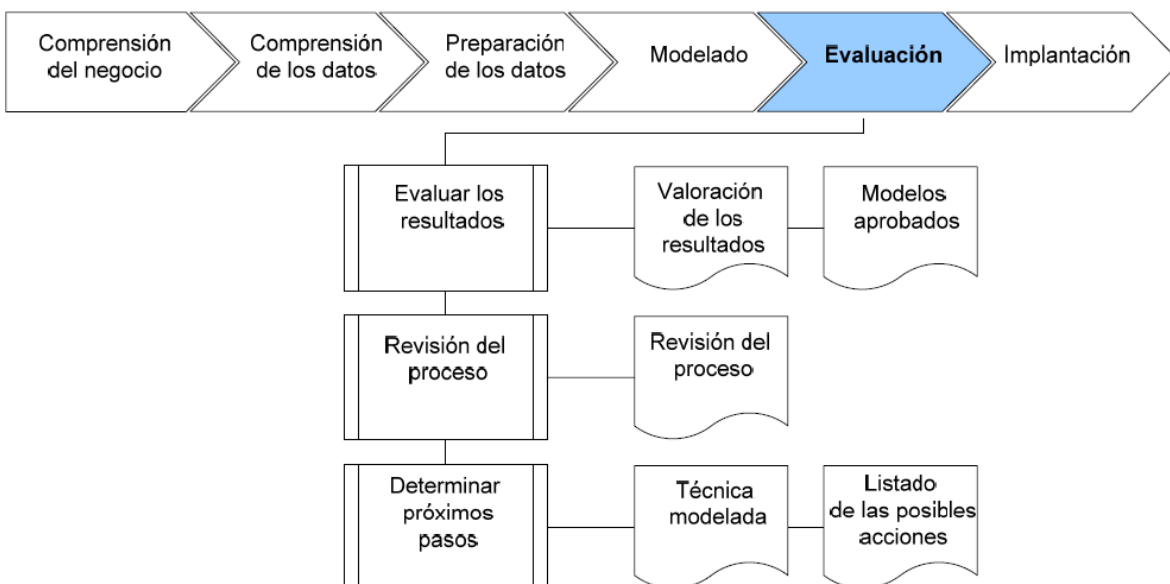 Comprensión
del negocio
Comprensión
de los datos
Preparación
de los datos
Modelado
Evaluación
Implantación
Evaluar los
resultados
Valoración
de los
resultados
Modelos
aprobados
Revisión del
proceso
Revisión del
proceso
Determinar
próximos
pasos
Técnica
modelada
Listado
de las posibles
acciones